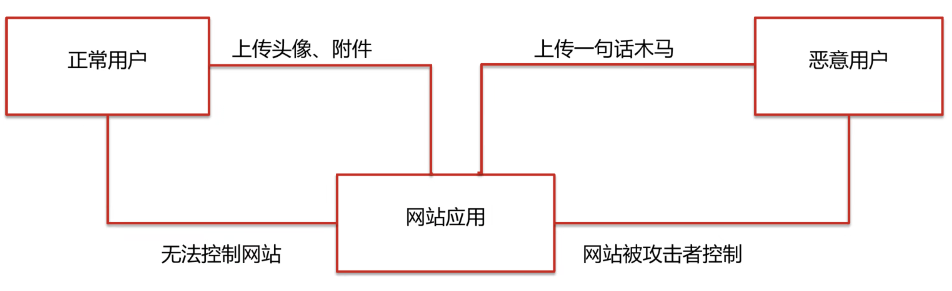 正常用户
上传头像、附件
上传一句话木马
恶意用户
网站应用
无法控制网站
网站被攻击者控制